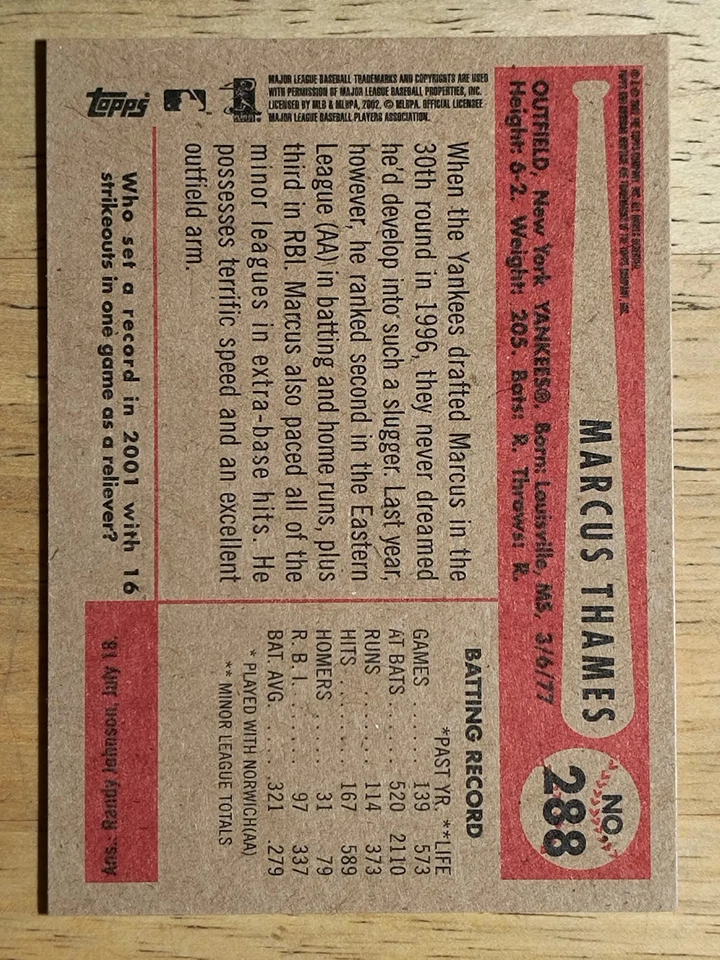 MARCUS THAMES
NO.
288
OUTFIELD, New York YANKEES®, Born: Louisville, MS, 3/6/77
Height: 6-2. Weight: 205. Bats: R. Throws: R.
When the Yankees drafted Marcus in the
30th round in 1996, they never dreamed
he'd develop into such a slugger. Last year,
however, he ranked second in the Eastern
League (AA) in batting and home runs, plus
third in RBI. Marcus also paced all of the
minor leagues in extra-base hits. He
possesses terrific speed and an excellent
outfield arm.
BATTING RECORD
*PAST YR. **LIFE
GAMES ...... 139 573
AT BATS ..... 520 2110
RUNS ....... 114 373
HITS ........ 167 589
HOMERS ..... 31 79
R. B. I. ....... 97 337
BAT. AVG. .... .321 .279
* PLAYED WITH NORWICH(AA)
** MINOR LEAGUE TOTALS
MAJOR LEAGUE BASEBALL TRADEMARKS AND COPYRIGHTS ARE USED
WITH PERMISSION OF MAJOR LEAGUE BASEBALL PROPERTIES, INC.
LICENSED BY MLB & MLBPA, 2002. © MLBPA. OFFICIAL LICENSEE -
MAJOR LEAGUE BASEBALL PLAYERS ASSOCIATION.
topps
Who set a record in 2001 with 16
strikeouts in one game as a reliever?
Ans. Randy Johnson, July 18.